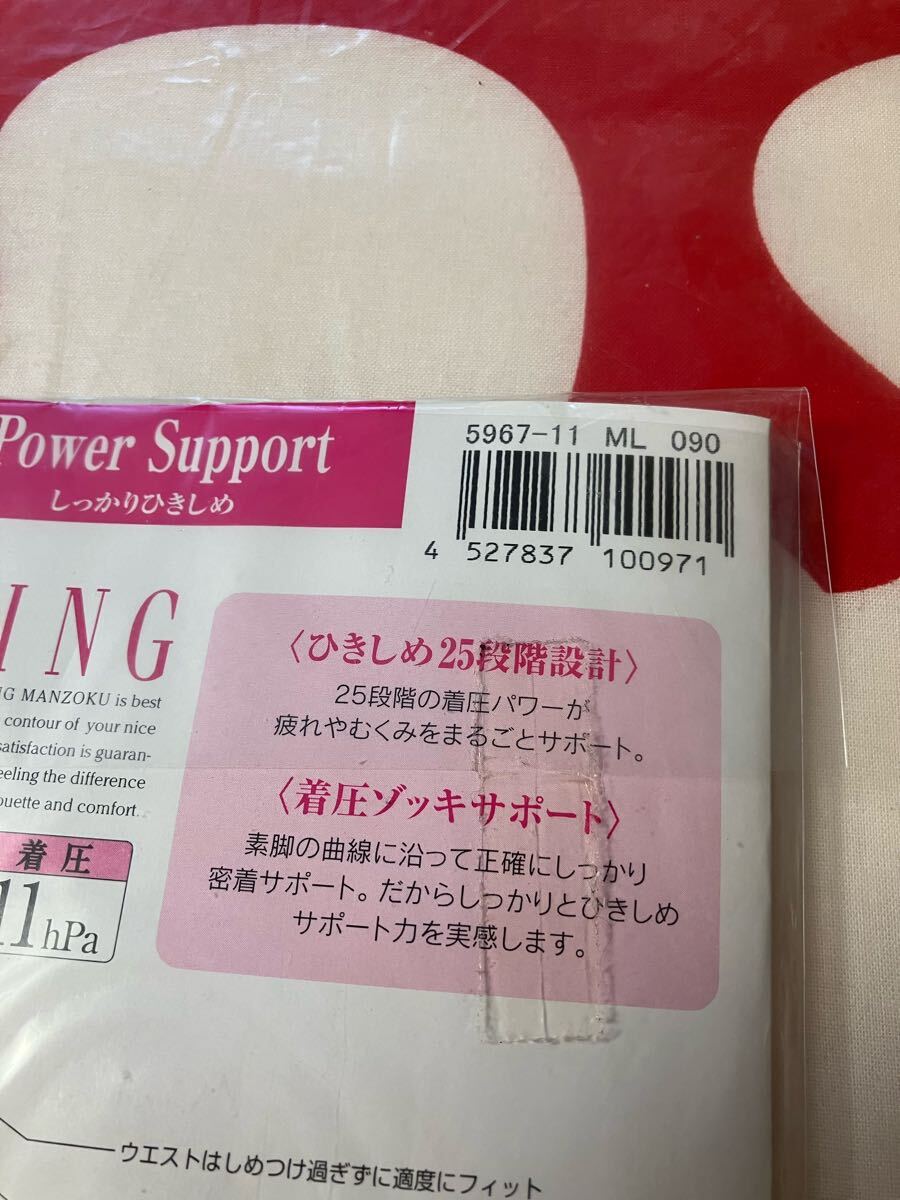 Power Support
しっかりひきしめ
5967-11 ML 090
4 527837 100971
ING
NG MANZOKU is best
contour of your nice
satisfaction is guaran-
eeling the difference
ouette and comfort.
着圧
11hPa
〈ひきしめ25段階設計〉
25段階の着圧パワーが
疲れやむくみをまるごとサポート。
〈着圧ゾッキサポート〉
素脚の曲線に沿って正確にしっかり
密着サポート。だからしっかりとひきしめ
サポート力を実感します。
ウエストはしめつけ過ぎずに適度にフィット